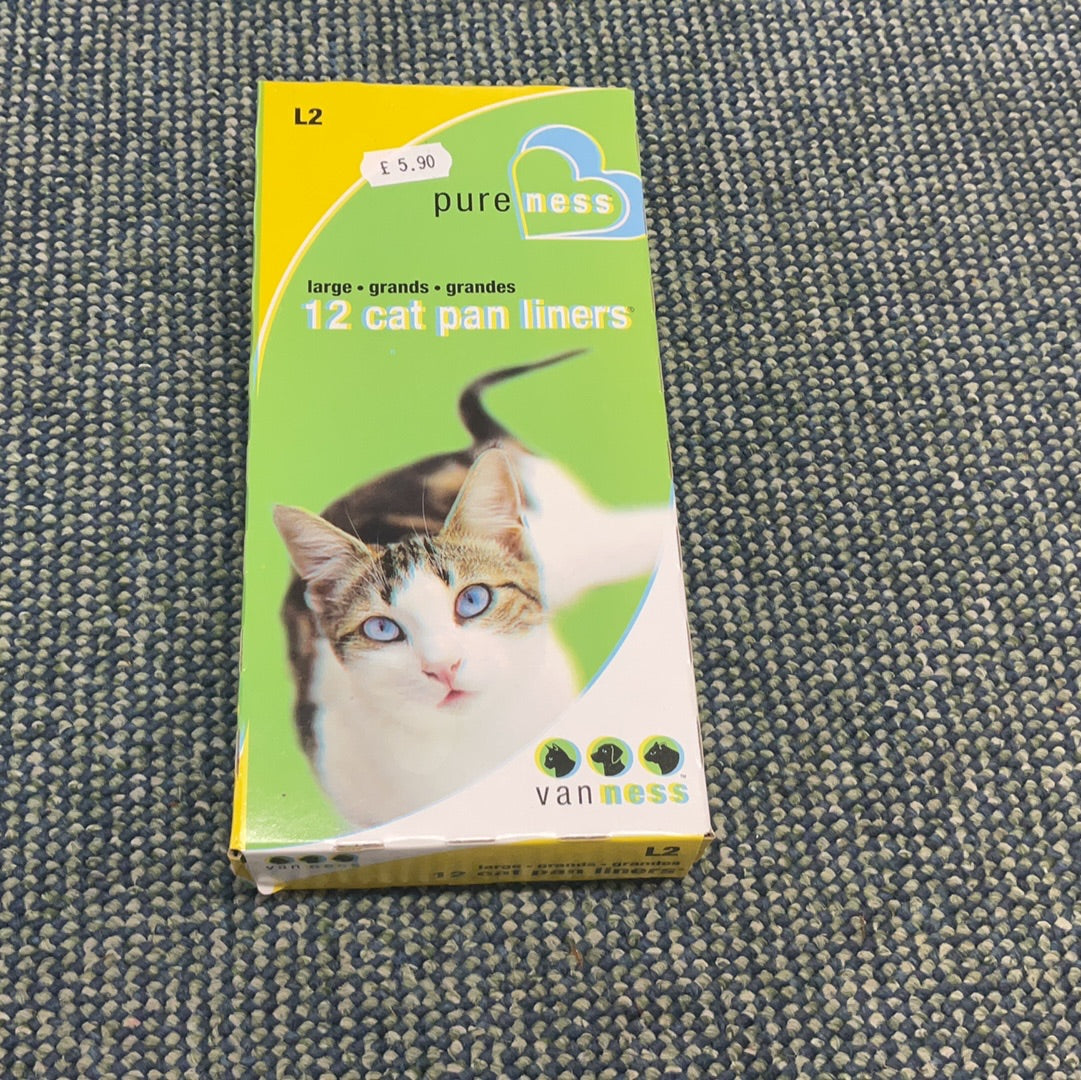 L2
£ 5.90
pureness
large • grands • grandes
12 cat pan liners®
vanness™
L2
vanness
large • grands • grandes
12 cat pan liners®